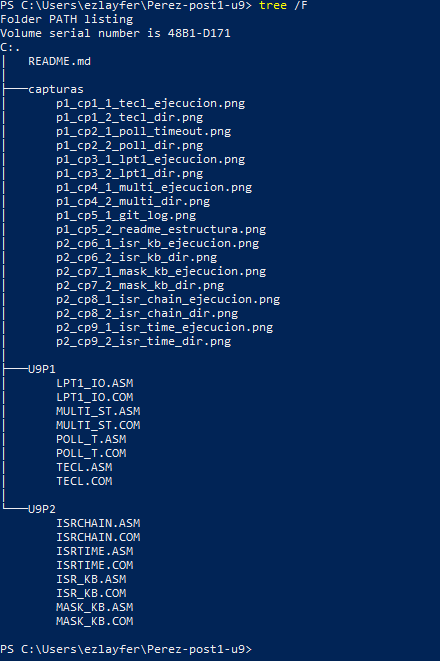 PS C:\Users\ezlayfer\Perez-post1-u9> tree /F
Folder PATH listing
Volume serial number is 48B1-D171
C:.
│   README.md
│
├───capturas
│       p1_cp1_1_tecl_ejecucion.png
│       p1_cp1_2_tecl_dir.png
│       p1_cp2_1_poll_timeout.png
│       p1_cp2_2_poll_dir.png
│       p1_cp3_1_lpt1_ejecucion.png
│       p1_cp3_2_lpt1_dir.png
│       p1_cp4_1_multi_ejecucion.png
│       p1_cp4_2_multi_dir.png
│       p1_cp5_1_git_log.png
│       p1_cp5_2_readme_estructura.png
│       p2_cp6_1_isr_kb_ejecucion.png
│       p2_cp6_2_isr_kb_dir.png
│       p2_cp7_1_mask_kb_ejecucion.png
│       p2_cp7_2_mask_kb_dir.png
│       p2_cp8_1_isr_chain_ejecucion.png
│       p2_cp8_2_isr_chain_dir.png
│       p2_cp9_1_isr_time_ejecucion.png
│       p2_cp9_2_isr_time_dir.png
│
├───U9P1
│       LPT1_IO.ASM
│       LPT1_IO.COM
│       MULTI_ST.ASM
│       MULTI_ST.COM
│       POLL_T.ASM
│       POLL_T.COM
│       TECL.ASM
│       TECL.COM
│
└───U9P2
        ISRCHAIN.ASM
        ISRCHAIN.COM
        ISRTIME.ASM
        ISRTIME.COM
        ISR_KB.ASM
        ISR_KB.COM
        MASK_KB.ASM
        MASK_KB.COM

PS C:\Users\ezlayfer\Perez-post1-u9>